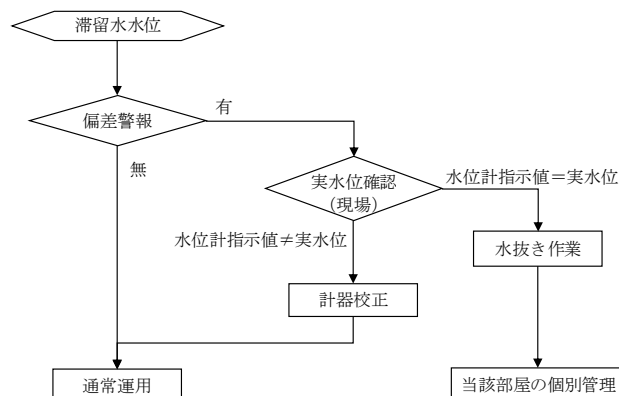 滞留水水位
偏差警報
有
無
実水位確認
（現場）
水位計指示値＝実水位
水位計指示値≠実水位
水抜き作業
計器校正
通常運用
当該部屋の個別管理